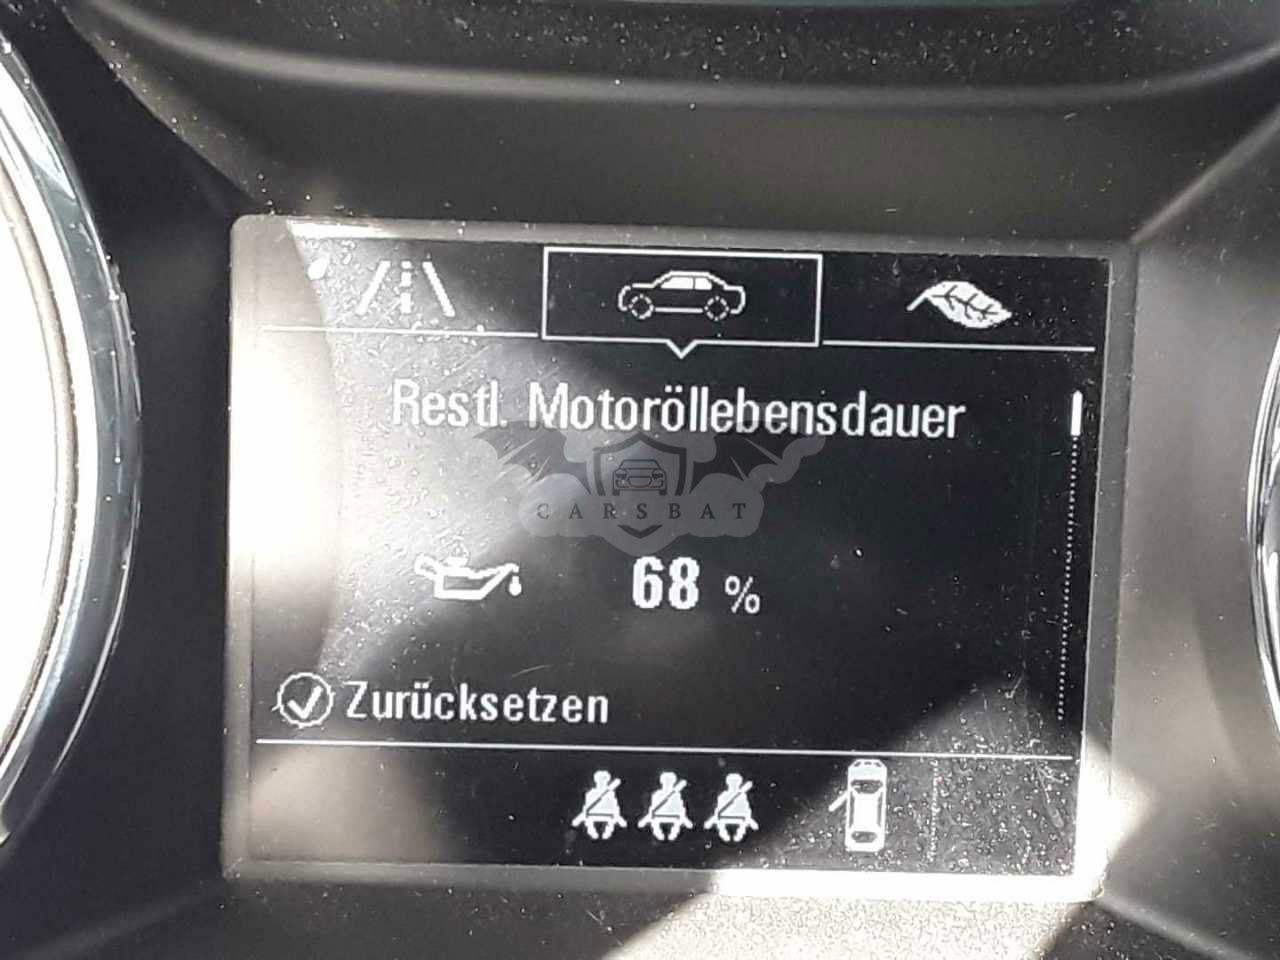 Restl. Motoröllebensdauer
CARSBAT
68 %
Zurücksetzen